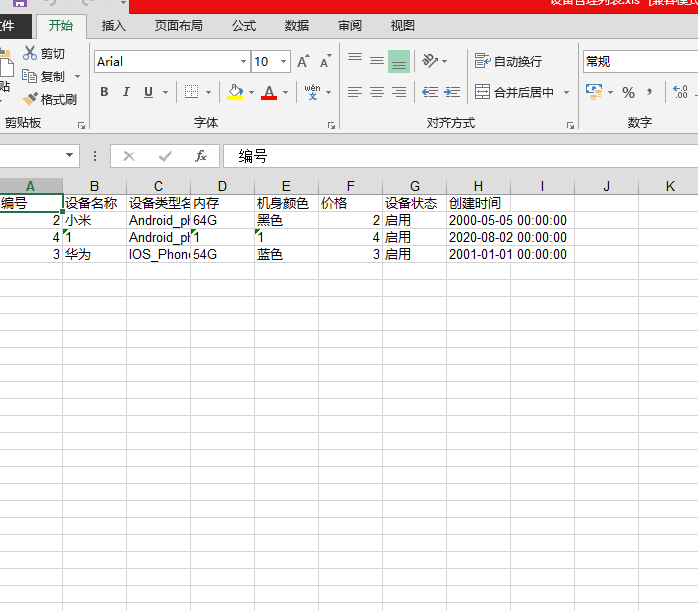 设备管理列表.xls [兼容模式
件 开始 插入 页面布局 公式 数据 审阅 视图
剪切
复制
格式刷
贴
剪贴板
Arial 10 A A
B I U A wén 文
字体
自动换行
合并后居中
对齐方式
常规
% , .00
数字
fx 编号
A B C D E F G H I J K
编号 设备名称 设备类型名 内存 机身颜色 价格 设备状态 创建时间
2 小米 Android_ph 64G 黑色 2 启用 2000-05-05 00:00:00
4 1 Android_ph 1 1 4 启用 2020-08-02 00:00:00
3 华为 IOS_Phone 54G 蓝色 3 启用 2001-01-01 00:00:00